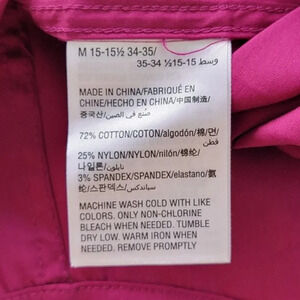 M 15-15½ 34-35/
وسط 15-15½ 34-35
MADE IN CHINA/FABRIQUÉ EN
CHINE/HECHO EN CHINA/中国制造/
중국산/ صنع في الصين
72% COTTON/COTON/algodón/棉/면/
قطن
25% NYLON/NYLON/nilón/锦纶/
나일론/ نايلون
3% SPANDEX/SPANDEX/elastano/氨
纶/스판덱스/ سباندكس
MACHINE WASH COLD WITH LIKE
COLORS. ONLY NON-CHLORINE
BLEACH WHEN NEEDED. TUMBLE
DRY LOW. WARM IRON WHEN
NEEDED. REMOVE PROMPTLY